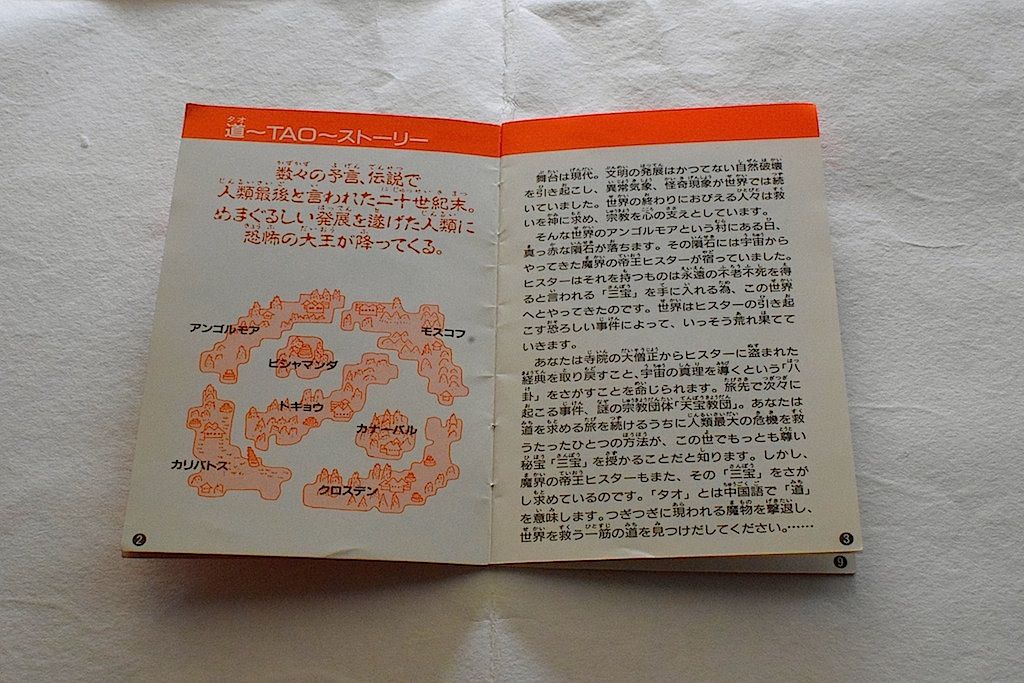 道～TAO～ストーリー
数々の予言、伝説で
人類最後と言われた二十世紀末。
めまぐるしい発展を遂げた人類に
恐怖の大王が降ってくる。
アンゴルモア
モスコフ
ビシャマンダ
トギョウ
カナーバル
カリバトス
クロステン
❷
舞台は現代。文明の発展はかつてない自然破壊
を引き起こし、異常気象、怪奇現象が世界では続
いていました。世界の終わりにおびえる人々は救
いを神に求め、宗教を心の支えとしています。
そんな世界のアンゴルモアという村にある日、
真っ赤な隕石が落ちます。その隕石には宇宙から
やってきた魔界の帝王ヒスターが宿っていました。
ヒスターはそれを持つものは永遠の不老不死を得
ると言われる「三宝」を手に入れる為、この世界
へとやってきたのです。世界はヒスターの引き起
こす恐ろしい事件によって、いっそう荒れ果てて
いきます。
あなたは寺院の大僧正からヒスターに盗まれた
経典を取り戻すこと、宇宙の真理を導くという「八
卦」をさがすことを命じられます。旅先で次々に
起こる事件、謎の宗教団体「天宝教団」。あなたは
道を求める旅を続けるうちに人類最大の危機を救
うたったひとつの方法が、この世でもっとも尊い
秘宝「三宝」を授かることだと知ります。しかし、
魔界の帝王ヒスターもまた、その「三宝」をさが
し求めているのです。「タオ」とは中国語で「道」
を意味します。つぎつぎに現われる魔物を撃退し、
世界を救う一筋の道を見つけだしてください。……
❸
❾